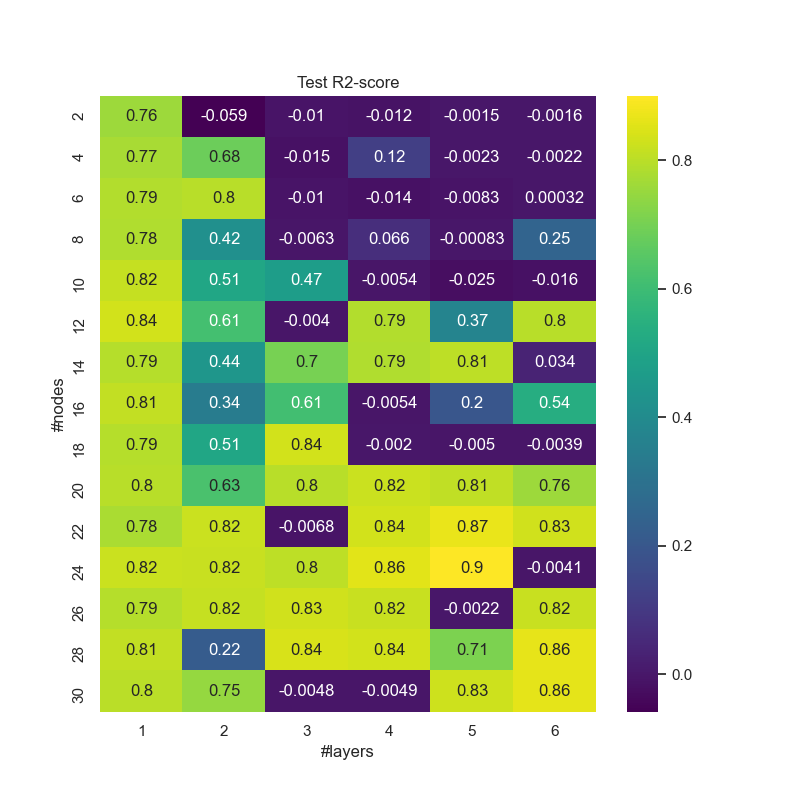 Test R2-score
2 0.76 -0.059 -0.01 -0.012 -0.0015 -0.0016
4 0.77 0.68 -0.015 0.12 -0.0023 -0.0022
6 0.79 0.8 -0.01 -0.014 -0.0083 0.00032
8 0.78 0.42 -0.0063 0.066 -0.00083 0.25
10 0.82 0.51 0.47 -0.0054 -0.025 -0.016
12 0.84 0.61 -0.004 0.79 0.37 0.8
14 0.79 0.44 0.7 0.79 0.81 0.034
16 0.81 0.34 0.61 -0.0054 0.2 0.54
18 0.79 0.51 0.84 -0.002 -0.005 -0.0039
20 0.8 0.63 0.8 0.82 0.81 0.76
22 0.78 0.82 -0.0068 0.84 0.87 0.83
24 0.82 0.82 0.8 0.86 0.9 -0.0041
26 0.79 0.82 0.83 0.82 -0.0022 0.82
28 0.81 0.22 0.84 0.84 0.71 0.86
30 0.8 0.75 -0.0048 -0.0049 0.83 0.86
1 2 3 4 5 6
#layers
#nodes
0.8
0.6
0.4
0.2
0.0